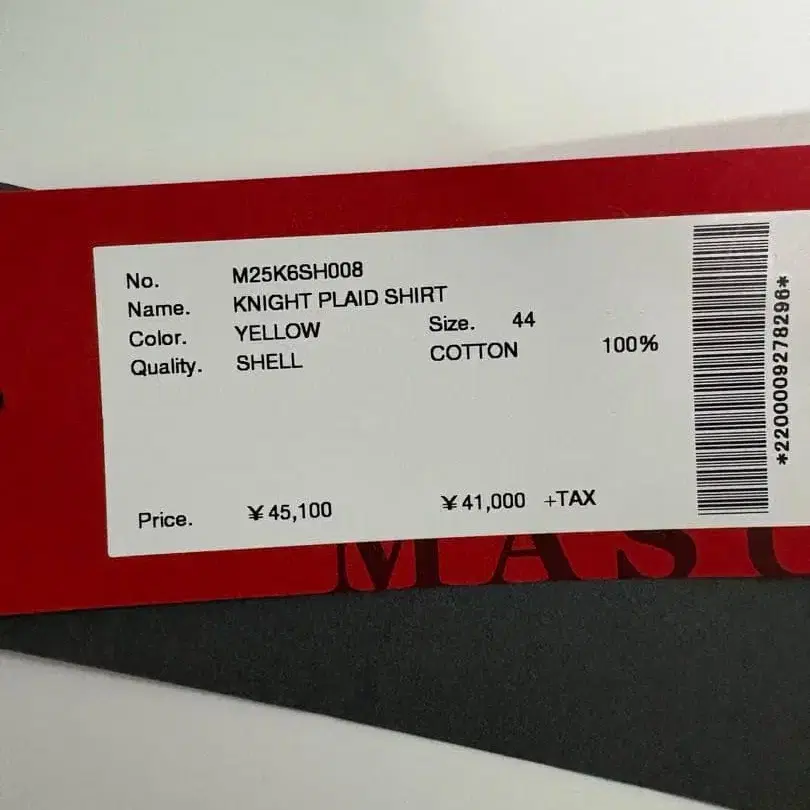 No. M25K6SH008
Name. KNIGHT PLAID SHIRT
Color. YELLOW Size. 44
Quality. SHELL COTTON 100%
Price. ¥45,100 ¥41,000 +TAX
*2200009278296*
MASU